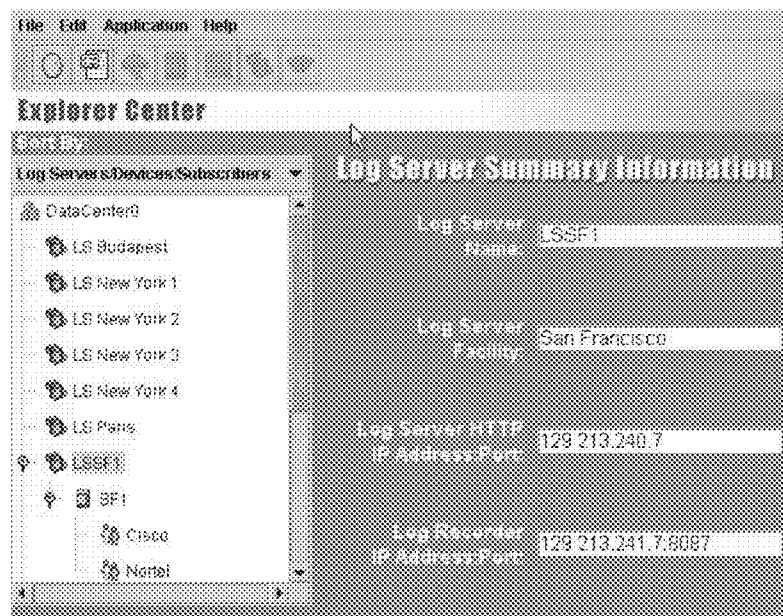 File Edit Application Help
Explorer Center
Sort By
Log Servers/Devices/Subscribers
Log Server Summary Information
DataCenter0
LS Budapest
LS New York 1
LS New York 2
LS New York 3
LS New York 4
LS Paris
LSSF1
SF1
Cisco
Nortel
Log Server Name: LSSF1
Log Server Facility: San Francisco
Log Server HTTP IP Address:Port: 129.213.240.7
Log Recorder IP Address:Port: 129.213.241.7:8087